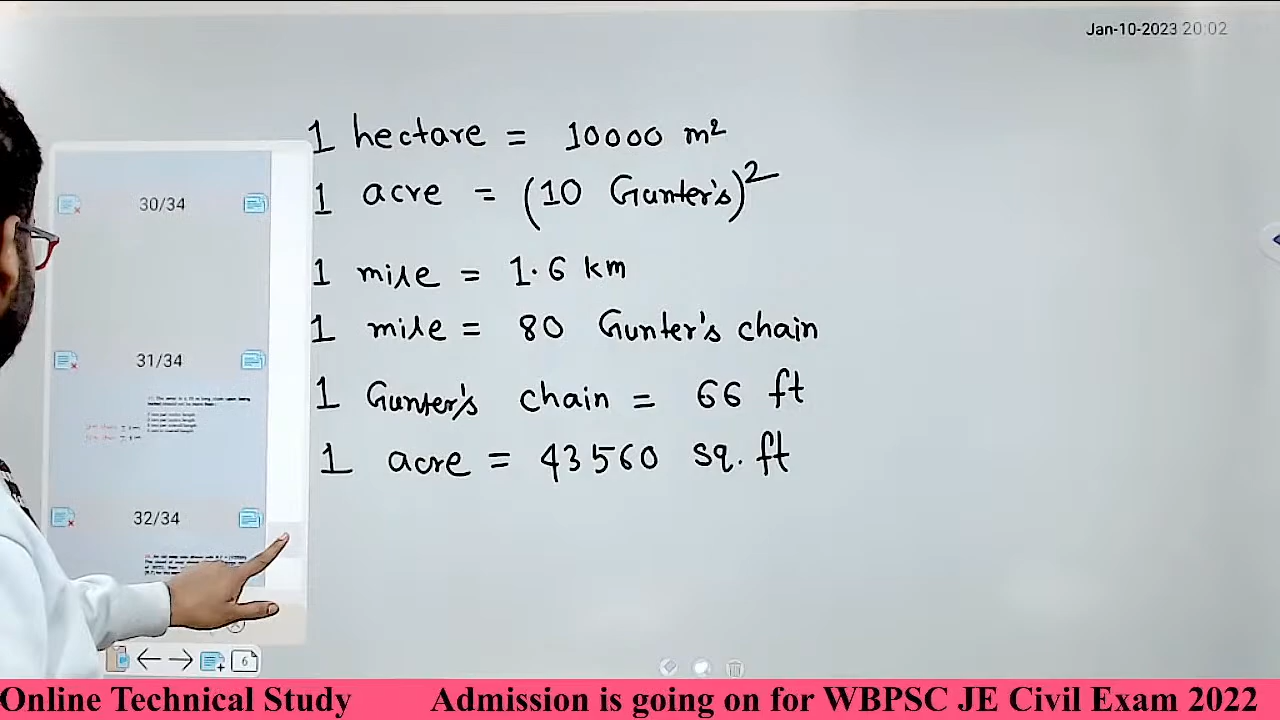 Jan-10-2023 20:02
1 hectare = 10000 m²
1 acre = (10 Gunter's)²
1 mile = 1.6 km
1 mile = 80 Gunter's chain
1 Gunter's chain = 66 ft
1 acre = 43560 sq. ft
30/34
31/34
32/34
6
Online Technical Study
Admission is going on for WBPSC JE Civil Exam 2022